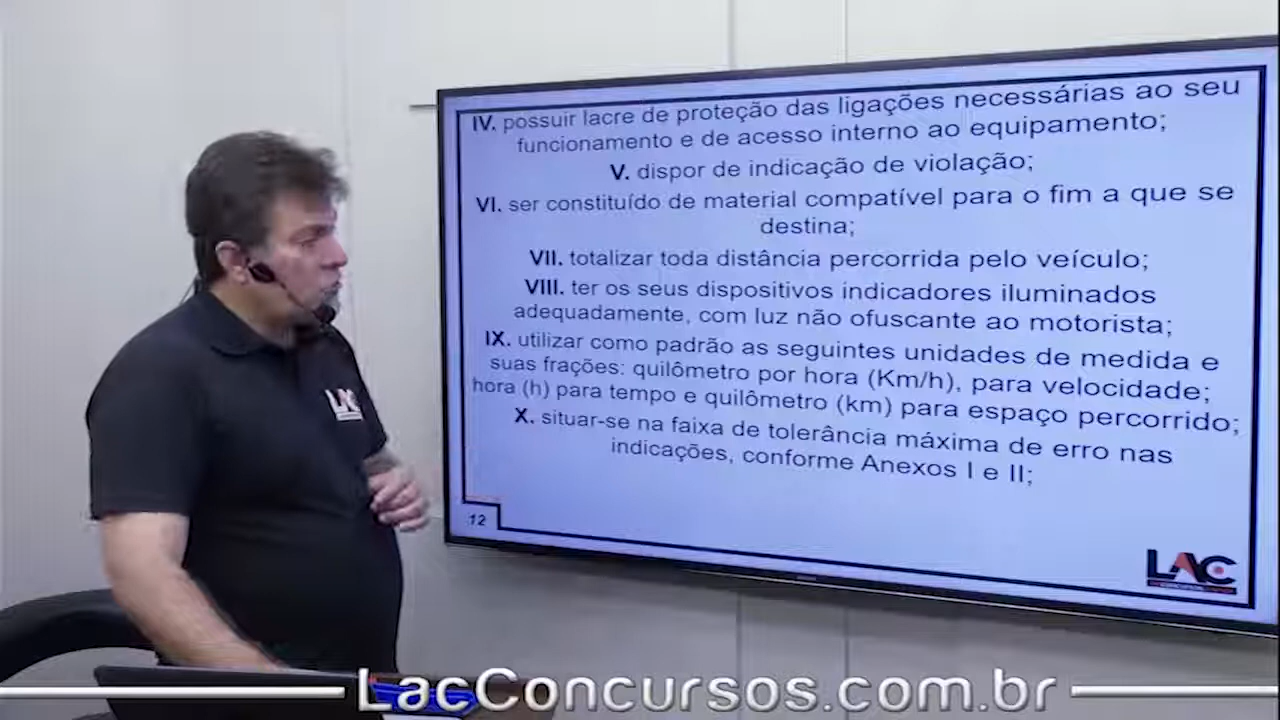 IV. possuir lacre de proteção das ligações necessárias ao seu
funcionamento e de acesso interno ao equipamento;
V. dispor de indicação de violação;
VI. ser constituído de material compatível para o fim a que se
destina;
VII. totalizar toda distância percorrida pelo veículo;
VIII. ter os seus dispositivos indicadores iluminados
adequadamente, com luz não ofuscante ao motorista;
IX. utilizar como padrão as seguintes unidades de medida e
suas frações: quilômetro por hora (Km/h), para velocidade;
hora (h) para tempo e quilômetro (km) para espaço percorrido;
X. situar-se na faixa de tolerância máxima de erro nas
indicações, conforme Anexos I e II;
12
LAC
LAC
LacConcursos.com.br